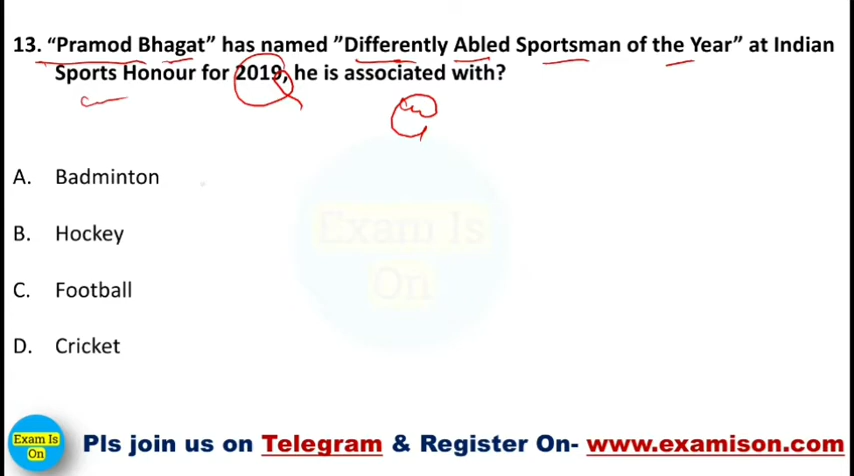 13. “Pramod Bhagat” has named ”Differently Abled Sportsman of the Year” at Indian
Sports Honour for 2019, he is associated with?
A. Badminton
B. Hockey
C. Football
D. Cricket
Exam Is
On
Exam Is
On
Pls join us on Telegram & Register On- www.examison.com